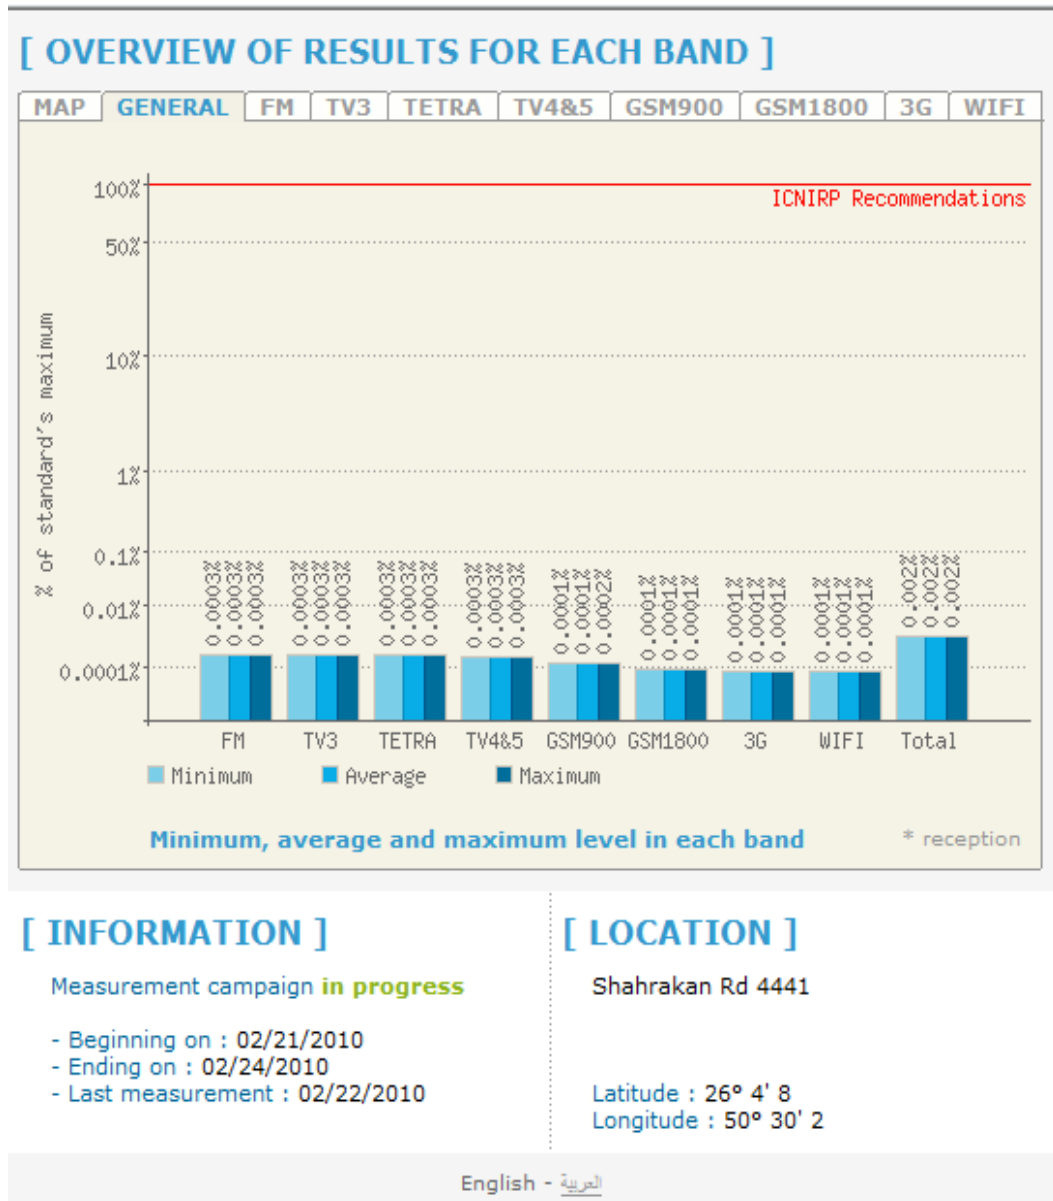 [ OVERVIEW OF RESULTS FOR EACH BAND ]
MAP GENERAL FM TV3 TETRA TV4&5 GSM900 GSM1800 3G WIFI
100%
ICNIRP Recommendations
50%
10%
1%
0.1%
0.01%
0.0001%
% of standard's maximum
0.0003% 0.0003% 0.0003%
0.0003% 0.0003% 0.0003%
0.0003% 0.0003% 0.0003%
0.0003% 0.0003% 0.0003%
0.0001% 0.0001% 0.0002%
0.0001% 0.0001% 0.0001%
0.0001% 0.0001% 0.0001%
0.0001% 0.0001% 0.0001%
0.002% 0.002% 0.002%
FM TV3 TETRA TV4&5 GSM900 GSM1800 3G WIFI Total
Minimum Average Maximum
Minimum, average and maximum level in each band * reception
[ INFORMATION ]
Measurement campaign in progress
- Beginning on : 02/21/2010
- Ending on : 02/24/2010
- Last measurement : 02/22/2010
[ LOCATION ]
Shahrakan Rd 4441
Latitude : 26° 4' 8
Longitude : 50° 30' 2
English - العربية